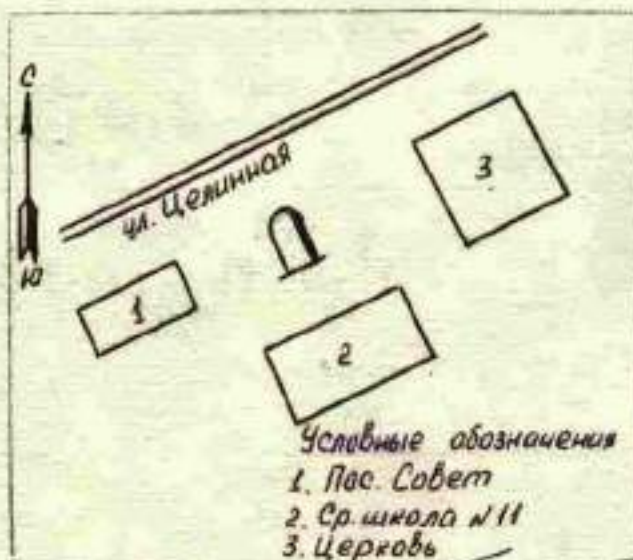 С
ул. Целинная
3
Ю
1
2
Условные обозначения
1. Пос. Совет
2. Ср. школа №11
3. Церковь